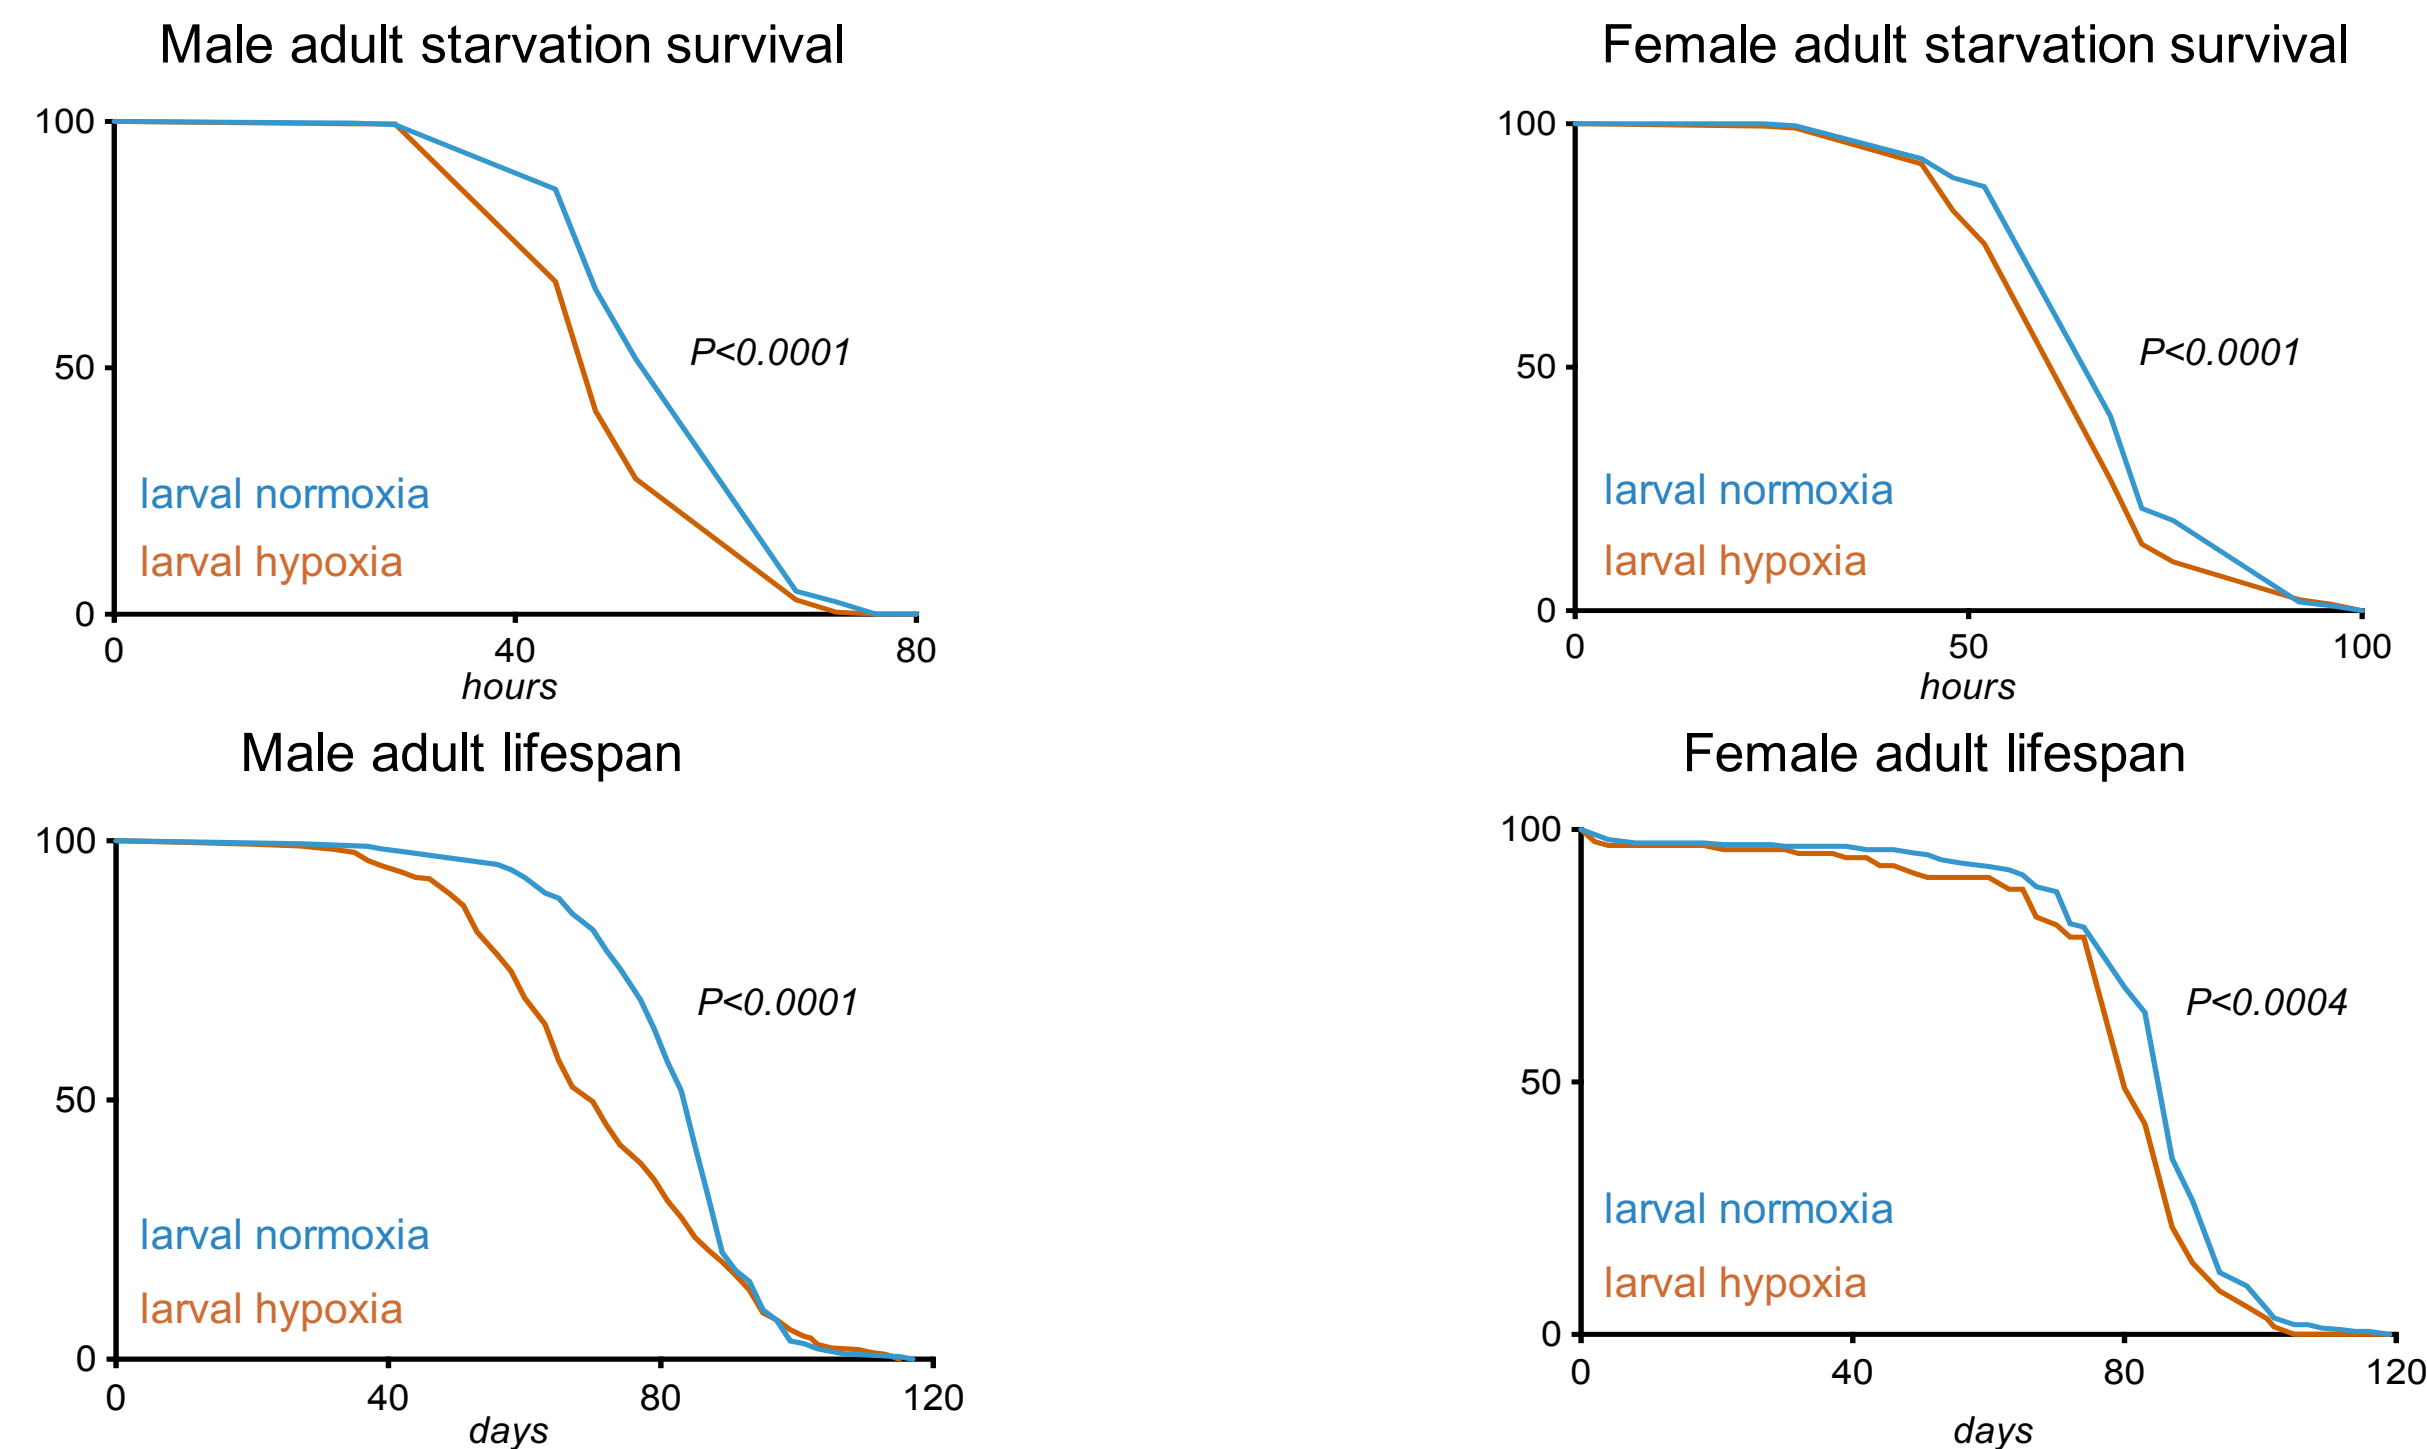 Male adult starvation survival
100
50
0
P<0.0001
larval normoxia
larval hypoxia
0
40
80
hours
Female adult starvation survival
100
50
0
P<0.0001
larval normoxia
larval hypoxia
0
50
100
hours
Male adult lifespan
100
50
0
P<0.0001
larval normoxia
larval hypoxia
0
40
80
120
days
Female adult lifespan
100
50
0
P<0.0004
larval normoxia
larval hypoxia
0
40
80
120
days